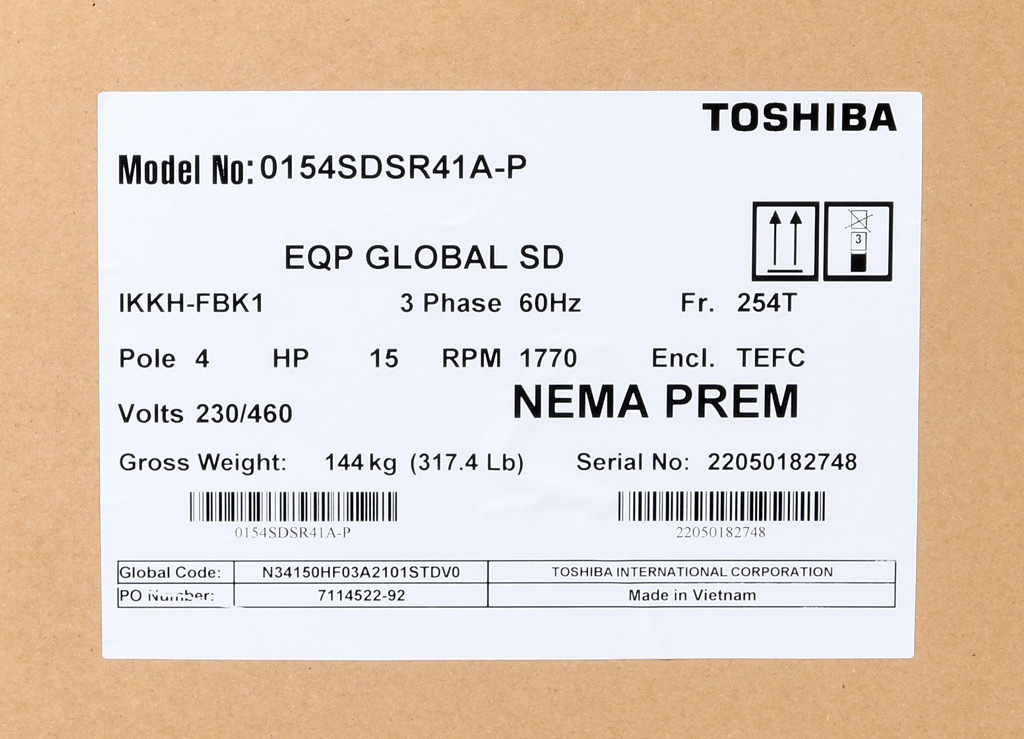 TOSHIBA
Model No: 0154SDSR41A-P
3
EQP GLOBAL SD
IKKH-FBK1 3 Phase 60Hz Fr. 254T
Pole 4 HP 15 RPM 1770 Encl. TEFC
Volts 230/460 NEMA PREM
Gross Weight: 144kg (317.4 Lb) Serial No: 22050182748
0154SDSR41A-P 22050182748
Global Code: N34150HF03A2101STDV0 TOSHIBA INTERNATIONAL CORPORATION
PO Number: 7114522-92 Made in Vietnam